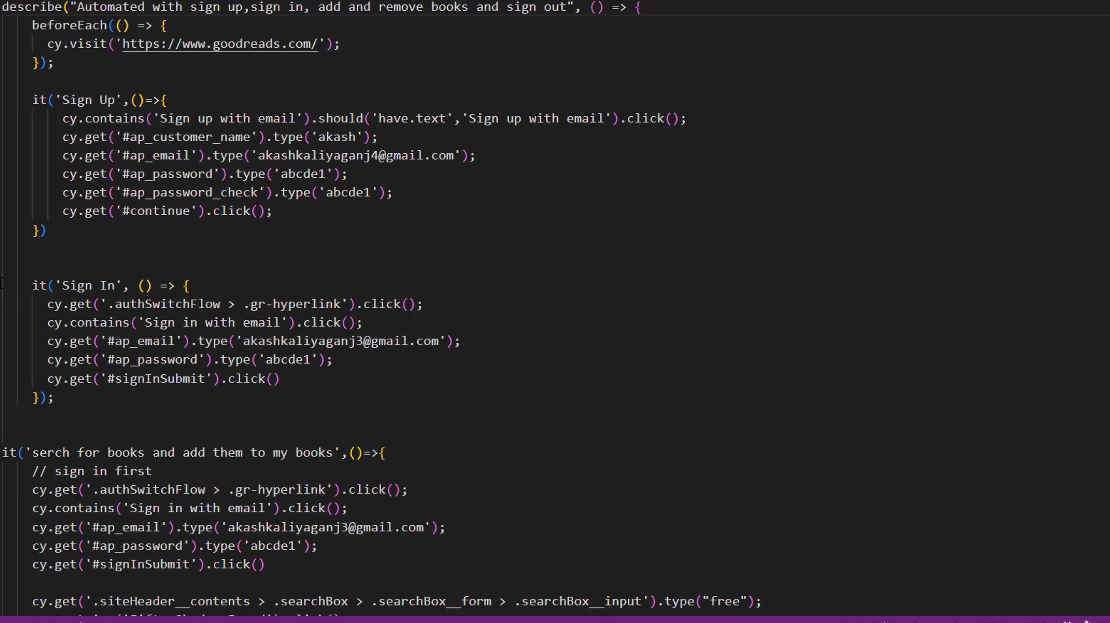 describe("Automated with sign up,sign in, add and remove books and sign out", () => {
beforeEach(() => {
cy.visit('https://www.goodreads.com/');
});
it('Sign Up',()=>{
cy.contains('Sign up with email').should('have.text','Sign up with email').click();
cy.get('#ap_customer_name').type('akash');
cy.get('#ap_email').type('akashkaliyaganj4@gmail.com');
cy.get('#ap_password').type('abcde1');
cy.get('#ap_password_check').type('abcde1');
cy.get('#continue').click();
})
it('Sign In', () => {
cy.get('.authSwitchFlow > .gr-hyperlink').click();
cy.contains('Sign in with email').click();
cy.get('#ap_email').type('akashkaliyaganj3@gmail.com');
cy.get('#ap_password').type('abcde1');
cy.get('#signInSubmit').click()
});
it('serch for books and add them to my books',()=>{
// sign in first
cy.get('.authSwitchFlow > .gr-hyperlink').click();
cy.contains('Sign in with email').click();
cy.get('#ap_email').type('akashkaliyaganj3@gmail.com');
cy.get('#ap_password').type('abcde1');
cy.get('#signInSubmit').click()
cy.get('.siteHeader__contents > .searchBox > .searchBox__form > .searchBox__input').type("free");